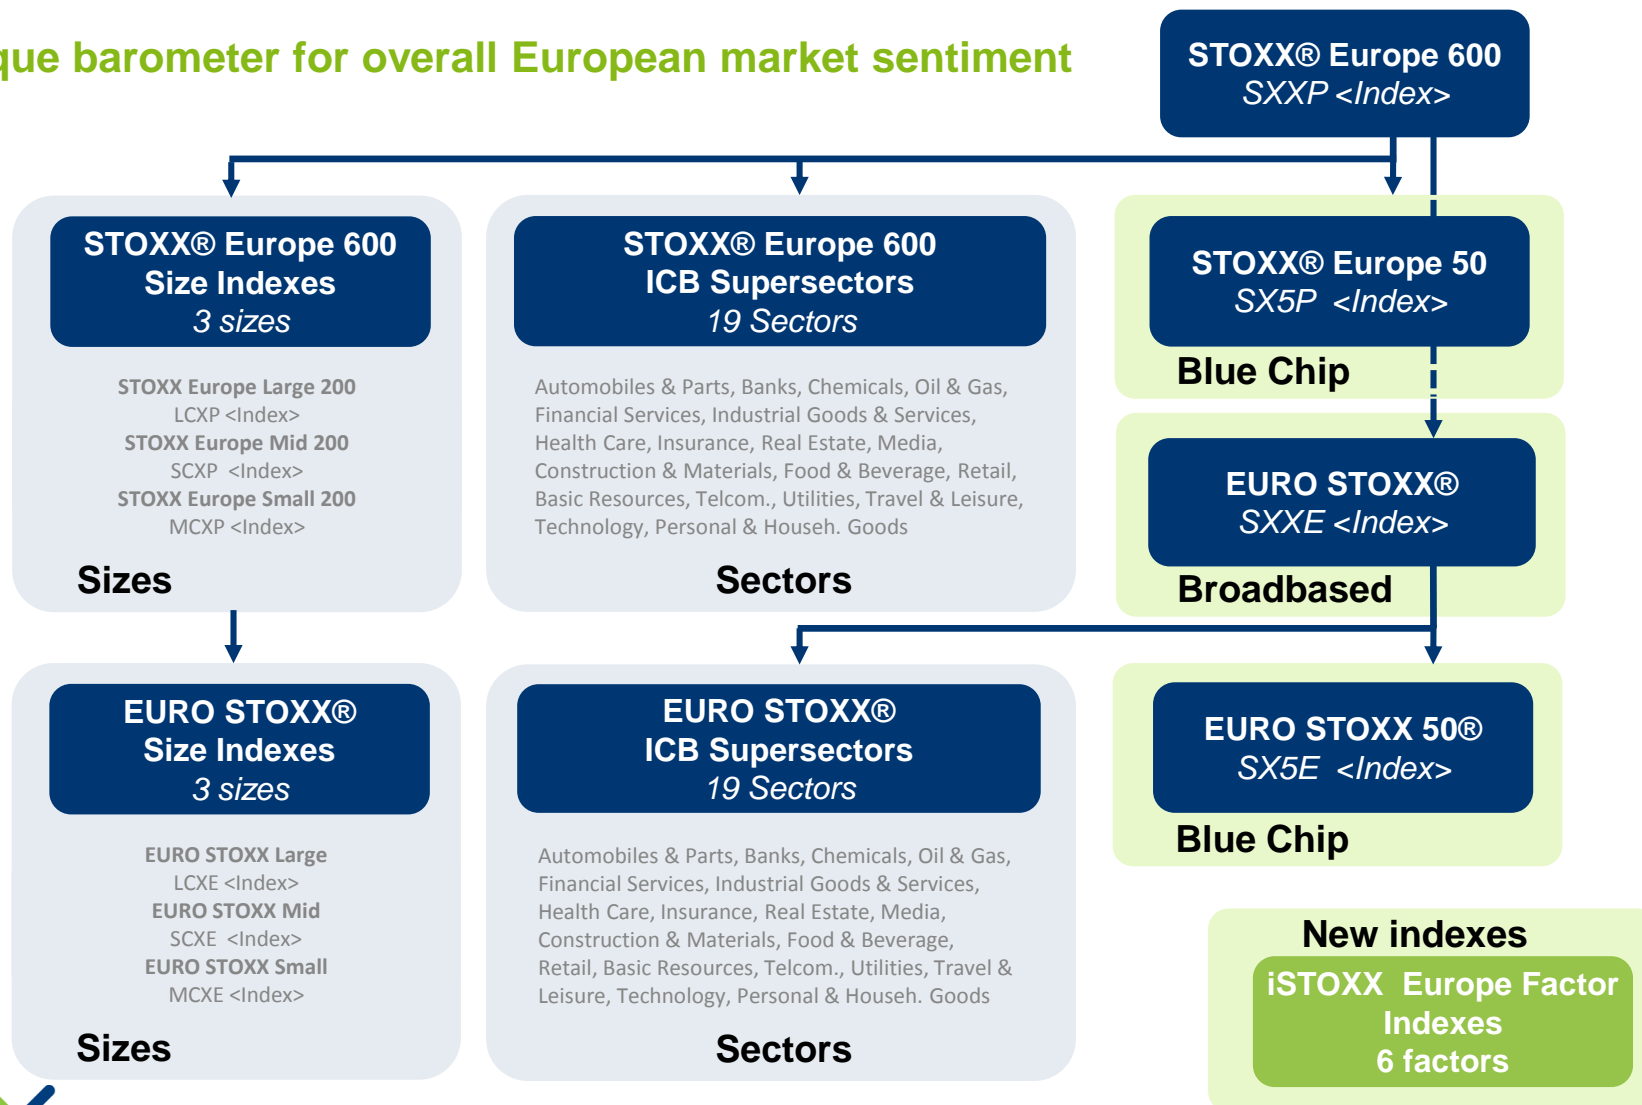 que barometer for overall European market sentiment
STOXX® Europe 600
SXXP <Index>
STOXX® Europe 600
Size Indexes
3 sizes
STOXX Europe Large 200
LCXP <Index>
STOXX Europe Mid 200
SCXP <Index>
STOXX Europe Small 200
MCXP <Index>
Sizes
STOXX® Europe 600
ICB Supersectors
19 Sectors
Automobiles & Parts, Banks, Chemicals, Oil & Gas,
Financial Services, Industrial Goods & Services,
Health Care, Insurance, Real Estate, Media,
Construction & Materials, Food & Beverage, Retail,
Basic Resources, Telcom., Utilities, Travel & Leisure,
Technology, Personal & Househ. Goods
Sectors
STOXX® Europe 50
SX5P <Index>
Blue Chip
EURO STOXX®
SXXE <Index>
Broadbased
EURO STOXX®
Size Indexes
3 sizes
EURO STOXX Large
LCXE <Index>
EURO STOXX Mid
SCXE <Index>
EURO STOXX Small
MCXE <Index>
Sizes
EURO STOXX®
ICB Supersectors
19 Sectors
Automobiles & Parts, Banks, Chemicals, Oil & Gas,
Financial Services, Industrial Goods & Services,
Health Care, Insurance, Real Estate, Media,
Construction & Materials, Food & Beverage,
Retail, Basic Resources, Telcom., Utilities, Travel &
Leisure, Technology, Personal & Househ. Goods
Sectors
EURO STOXX 50®
SX5E <Index>
Blue Chip
New indexes
iSTOXX Europe Factor
Indexes
6 factors